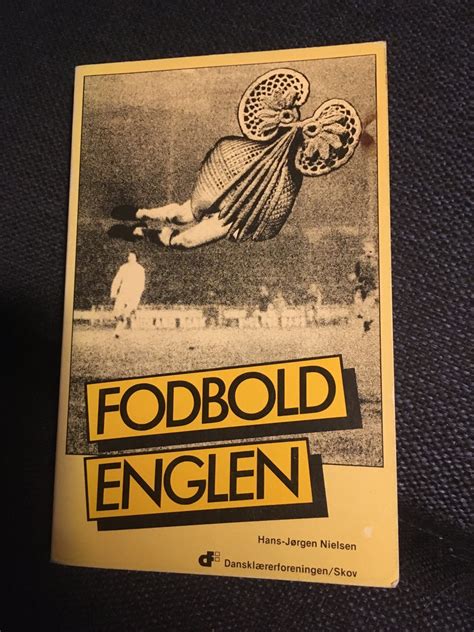 FODBOLD
ENGLEN
Hans-Jørgen Nielsen
Dansklærerforeningen/Skov